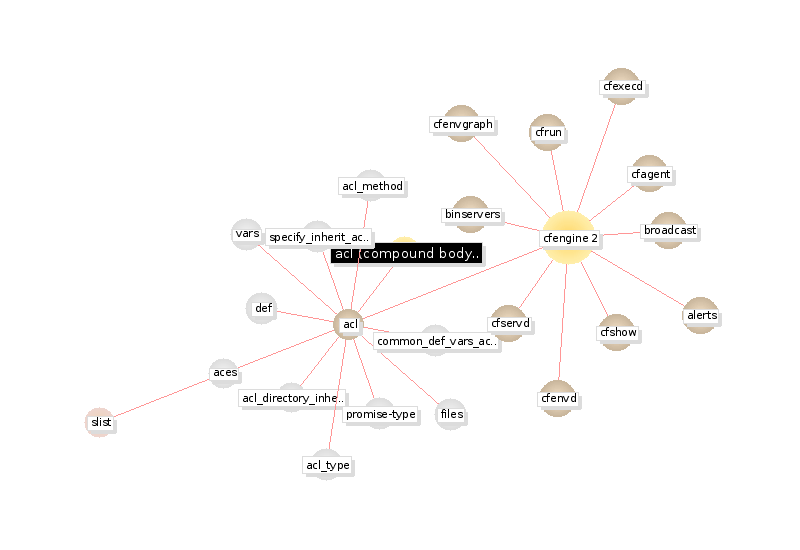 cfexecd
cfenvgraph
cfrun
cfagent
acl_method
binservers
broadcast
vars
specify_inherit_ac..
cfengine 2
acl (compound body..
def
alerts
acl
cfservd
cfshow
common_def_vars_ac..
aces
acl_directory_inhe..
cfenvd
promise-type
files
slist
acl_type